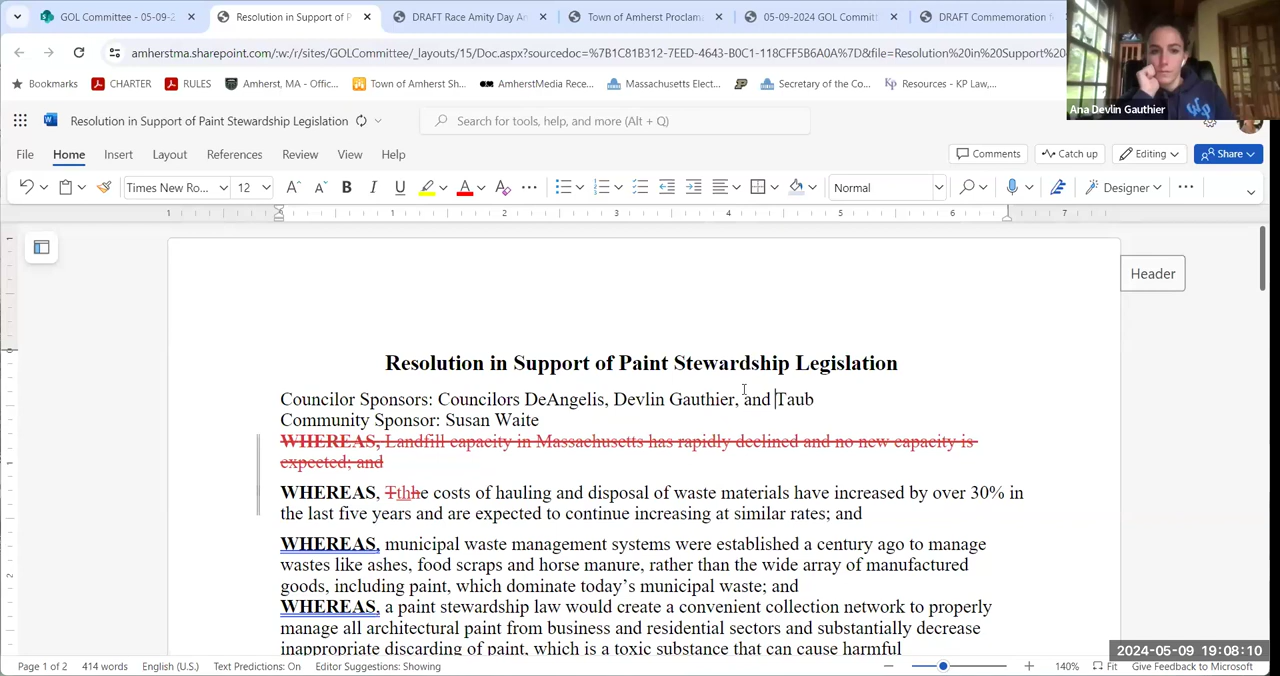 GOL Committee - 05-09-2
Resolution in Support of P
DRAFT Race Amity Day An
Town of Amherst Proclam
05-09-2024 GOL Committ
DRAFT Commemoration f
amherstma.sharepoint.com/w/r/sites/GOLCommittee/_layouts/15/Doc.aspx?sourcedoc=%7B1C81B312-7EED-4643-B0C1-118CFF5B6A0A%7D&file=Resolution%20in%20Support
Ana Devlin Gauthier
Bookmarks CHARTER RULES Amherst, MA - Offic... Town of Amherst Sh... Amherstmedia Rece... Massachusetts Elect... Secretary of the Co... Resources - KP Law,...
Resolution in Support of Paint Stewardship Legislation
Search for tools, help, and more (Alt + Q)
File Home Insert Layout References Review View Help
Comments Catch up Editing Share
Times New Ro... 12 Normal Designer
1 1 2 3 4 5 6 7
Header
Resolution in Support of Paint Stewardship Legislation
Councilor Sponsors: Councilors DeAngelis, Devlin Gauthier, and Taub
Community Sponsor: Susan Waite
WHEREAS, Landfill capacity in Massachusetts has rapidly declined and no new capacity is
expected; and
WHEREAS, Tthhe costs of hauling and disposal of waste materials have increased by over 30% in
the last five years and are expected to continue increasing at similar rates; and
WHEREAS, municipal waste management systems were established a century ago to manage
wastes like ashes, food scraps and horse manure, rather than the wide array of manufactured
goods, including paint, which dominate today's municipal waste; and
WHEREAS, a paint stewardship law would create a convenient collection network to properly
manage all architectural paint from business and residential sectors and substantially decrease
inappropriate discarding of paint, which is a toxic substance that can cause harmful
2024-05-09 19:08:10
Page 1 of 2 414 words English (U.S.) Text Predictions: On Editor Suggestions: Showing 140% Fit Give Feedback to Microsoft